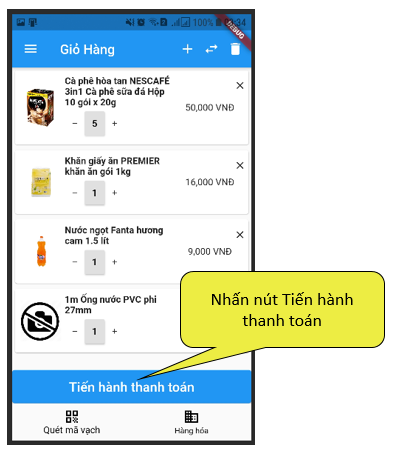 100% 34
DEBUG
Giỏ Hàng
Cà phê hòa tan NESCAFÉ
3in1 Cà phê sữa đá Hộp
10 gói x 20g
− 5 +
50,000 VNĐ
Khăn giấy ăn PREMIER
khăn ăn gói 1kg
− 1 +
16,000 VNĐ
Nước ngọt Fanta hương
cam 1.5 lít
− 1 +
9,000 VNĐ
1m Ống nước PVC phi
27mm
− 1 +
Nhấn nút Tiến hành
thanh toán
Tiến hành thanh toán
Quét mã vạch
Hàng hóa